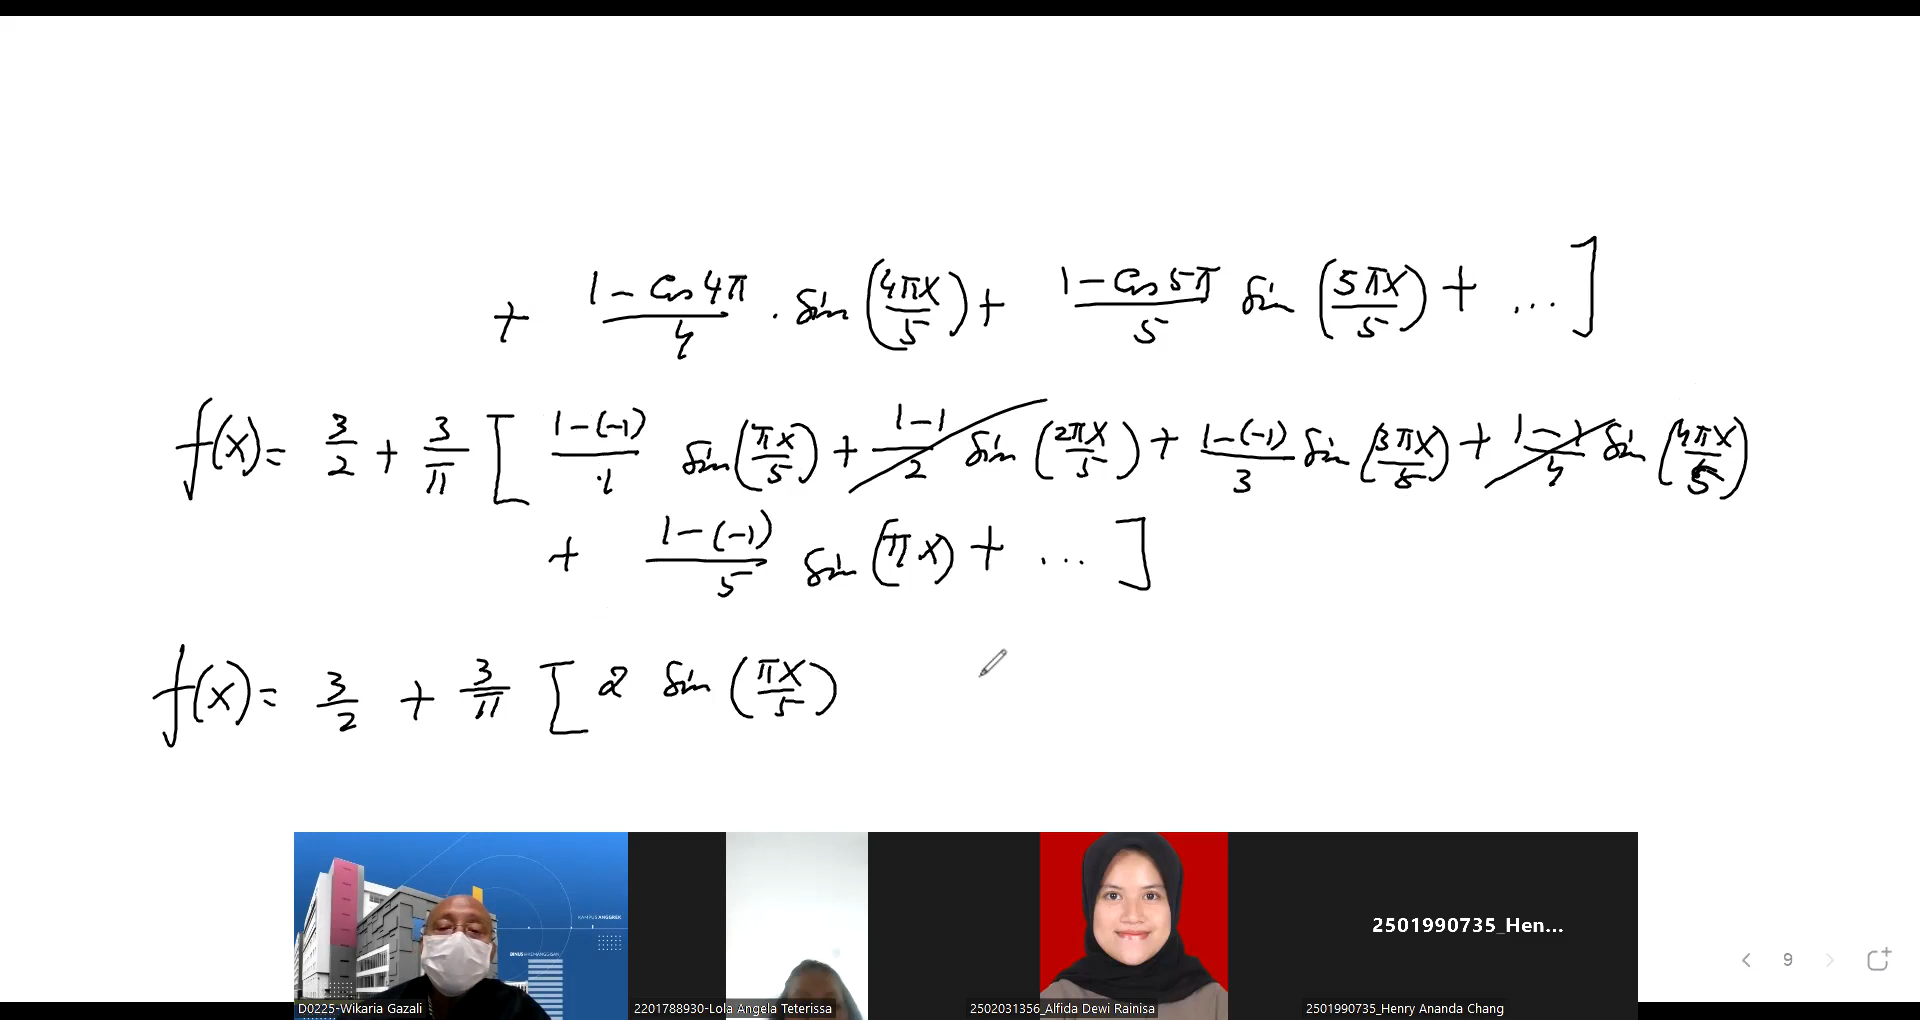 + (1 - Cos 4π)/4 . sin (4πx/5) + (1 - Cos 5π)/5 sin (5πx/5) + ... ]
f(x) = 3/2 + 3/π [ (1-(-1))/1 sin (πx/5) + (1-1)/2 sin (2πx/5) + (1-(-1))/3 sin (3πx/5) + (1-1)/4 sin (4πx/5)
+ (1-(-1))/5 sin (πx) + ... ]
f(x) = 3/2 + 3/π [ 2 sin (πx/5)
KAMPUS ANGGREK
2501990735_Hen...
9
D0225-Wikaria Gazali
2201788930-Lola Angela Teterissa
2502031356_Alfida Dewi Rainisa
2501990735_Henry Ananda Chang